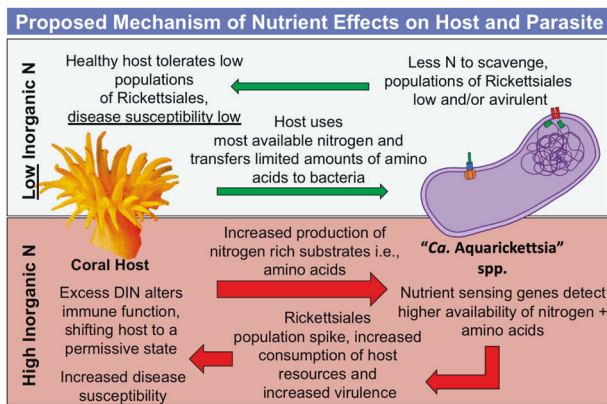 Proposed Mechanism of Nutrient Effects on Host and Parasite
Low Inorganic N
Healthy host tolerates low
populations
of Rickettsiales,
disease susceptibility low
Less N to scavenge,
populations of Rickettsiales
low and/or avirulent
Host uses
most available nitrogen and
transfers limited amounts of amino
acids to bacteria
High Inorganic N
Coral Host
Increased production of
nitrogen rich substrates i.e.,
amino acids
"Ca. Aquarickettsia"
spp.
Excess DIN alters
immune function,
shifting host to a
permissive state
Increased disease
susceptibility
Rickettsiales
population spike, increased
consumption of host
resources and
increased virulence
Nutrient sensing genes detect
higher availability of nitrogen +
amino acids